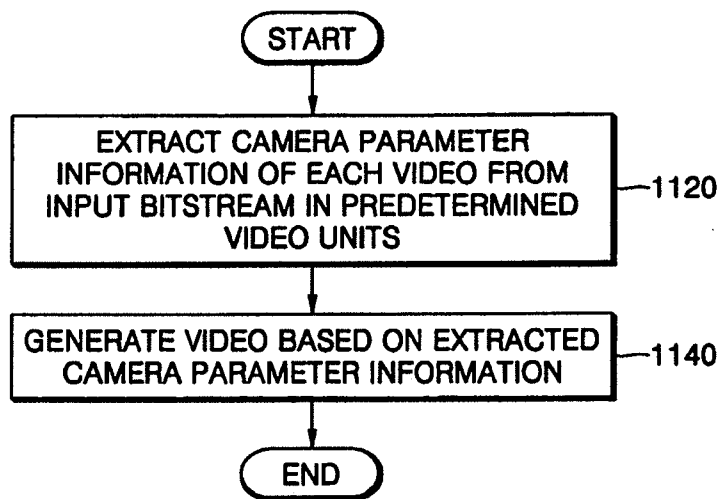 START
EXTRACT CAMERA PARAMETER
INFORMATION OF EACH VIDEO FROM
INPUT BITSTREAM IN PREDETERMINED
VIDEO UNITS
1120
GENERATE VIDEO BASED ON EXTRACTED
CAMERA PARAMETER INFORMATION
1140
END